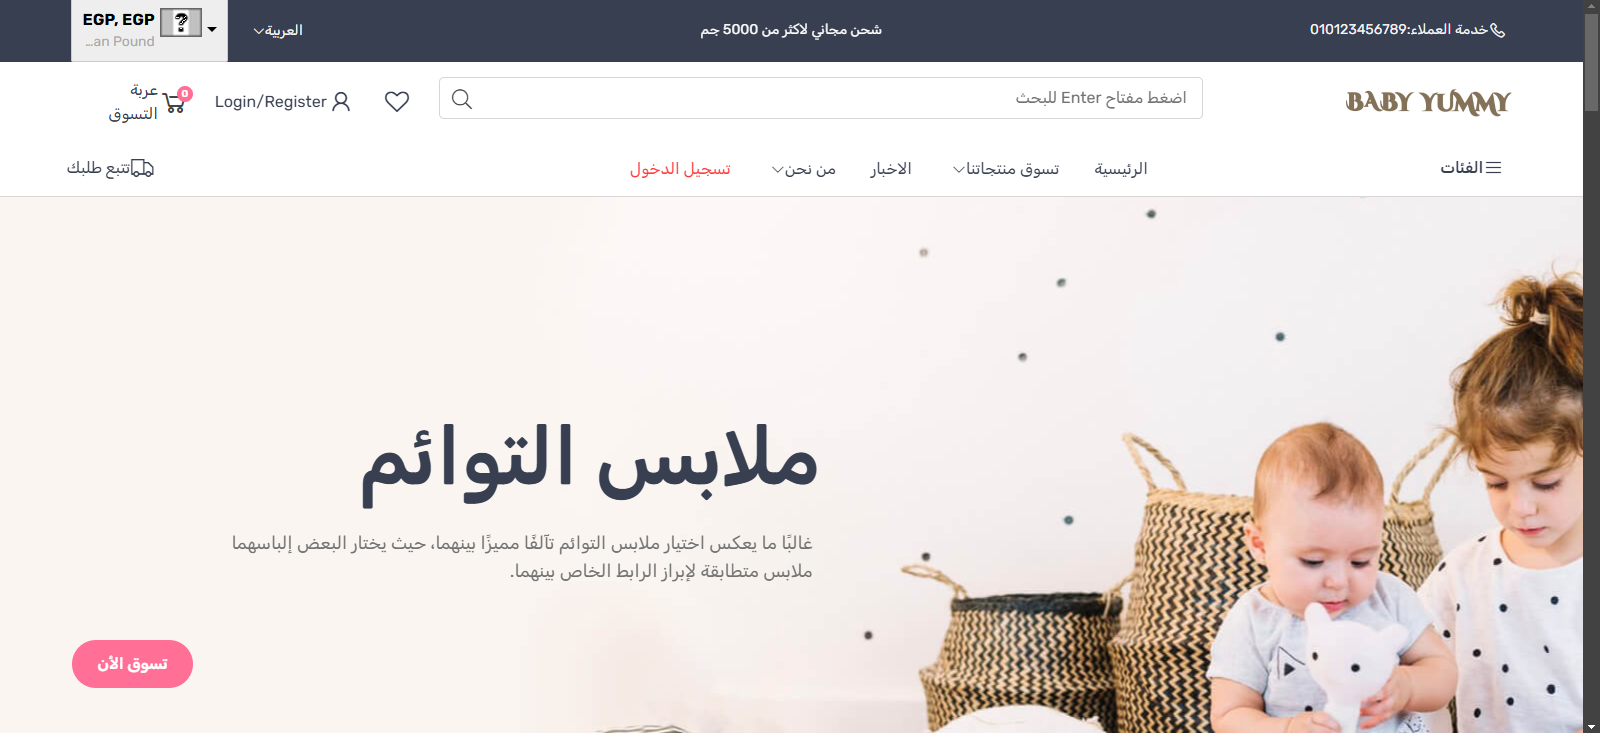 خدمة العملاء:010123456789
شحن مجاني لاكثر من 5000 جم
العربية
EGP, EGP
...an Pound
BABY YUMMY
اضغط مفتاح Enter للبحث
Login/Register
0
عربة
التسوق
الفئات
الرئيسية
تسوق منتجاتنا
الاخبار
من نحن
تسجيل الدخول
تتبع طلبك
ملابس التوائم
غالبًا ما يعكس اختيار ملابس التوائم تآلفًا مميزًا بينهما، حيث يختار البعض إلباسهما
ملابس متطابقة لإبراز الرابط الخاص بينهما.
تسوق الأن